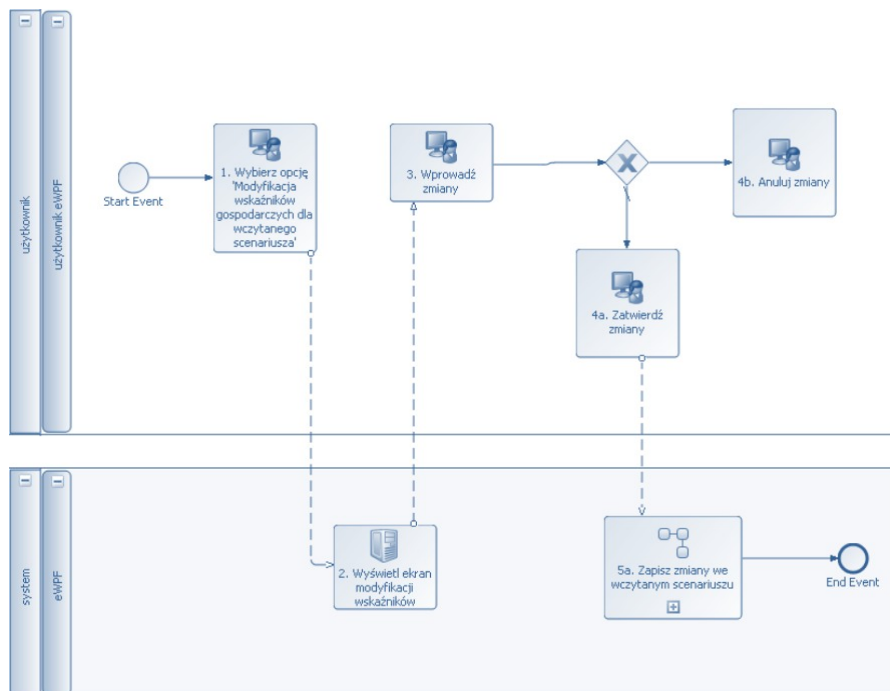 użytkownik
użytkownik eWPF
Start Event
1. Wybierz opcję
'Modyfikacja
wskaźników
gospodarczych dla
wczytanego
scenariusza'
3. Wprowadź
zmiany
X
4b. Anuluj zmiany
4a. Zatwierdź
zmiany
system
eWPF
2. Wyświetl ekran
modyfikacji
wskaźników
5a. Zapisz zmiany we
wczytanym scenariuszu
End Event